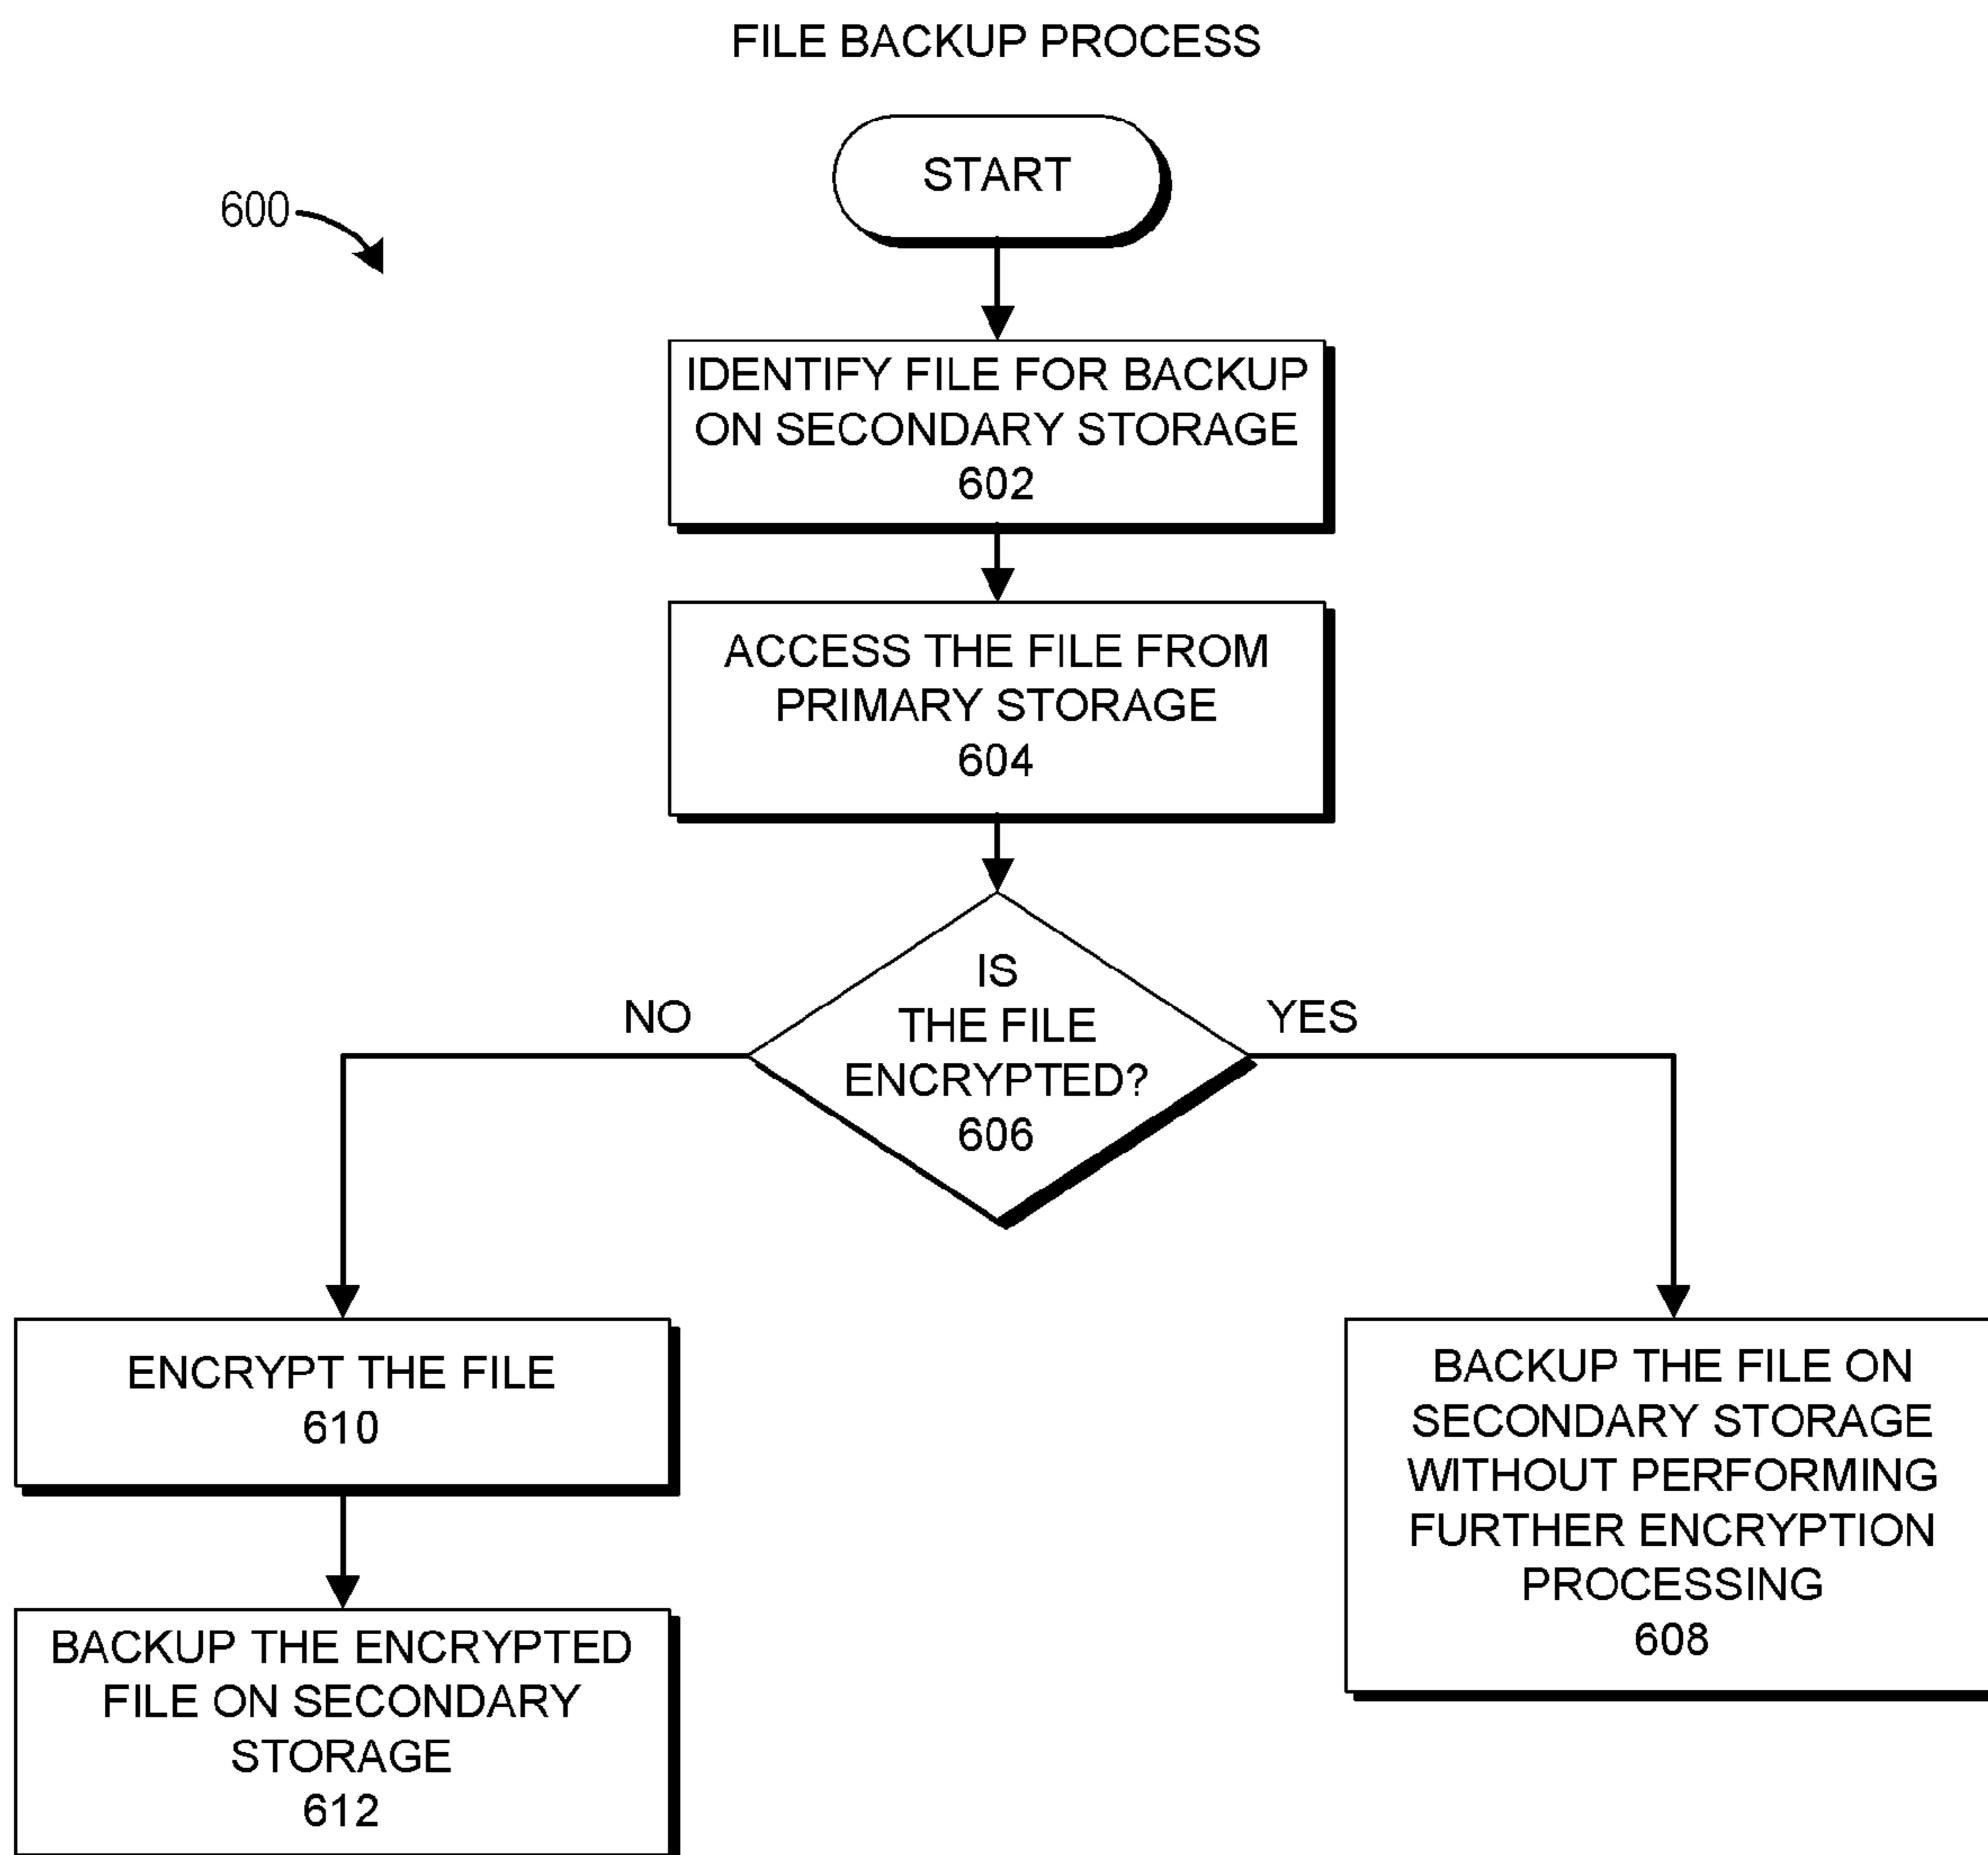 FILE BACKUP PROCESS
START
600
IDENTIFY FILE FOR BACKUP
ON SECONDARY STORAGE
602
ACCESS THE FILE FROM
PRIMARY STORAGE
604
IS
THE FILE
ENCRYPTED?
606
NO
YES
ENCRYPT THE FILE
610
BACKUP THE ENCRYPTED
FILE ON SECONDARY
STORAGE
612
BACKUP THE FILE ON
SECONDARY STORAGE
WITHOUT PERFORMING
FURTHER ENCRYPTION
PROCESSING
608